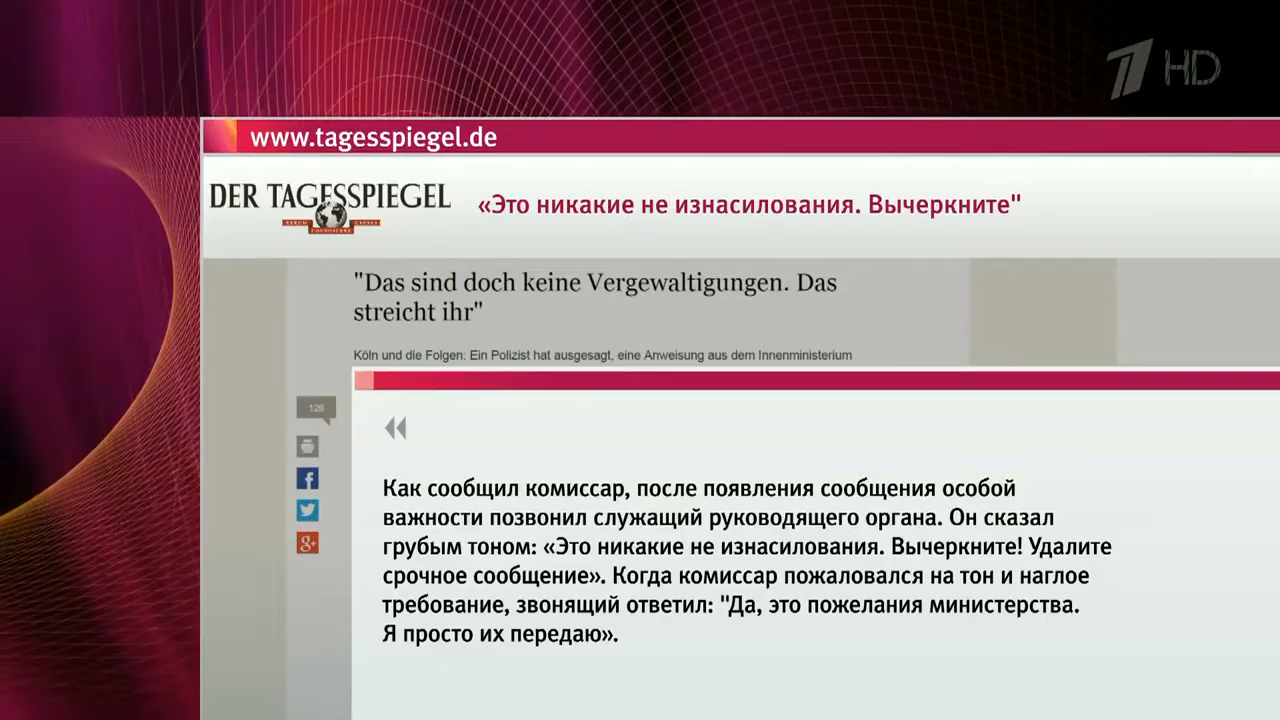 1 HD
www.tagesspiegel.de
DER TAGESSPIEGEL
«Это никакие не изнасилования. Вычеркните"
"Das sind doch keine Vergewaltigungen. Das
streicht ihr"
Köln und die Folgen: Ein Polizist hat ausgesagt, eine Anweisung aus dem Innenministerium
126
Как сообщил комиссар, после появления сообщения особой
важности позвонил служащий руководящего органа. Он сказал
грубым тоном: «Это никакие не изнасилования. Вычеркните! Удалите
срочное сообщение». Когда комиссар пожаловался на тон и наглое
требование, звонящий ответил: "Да, это пожелания министерства.
Я просто их передаю».